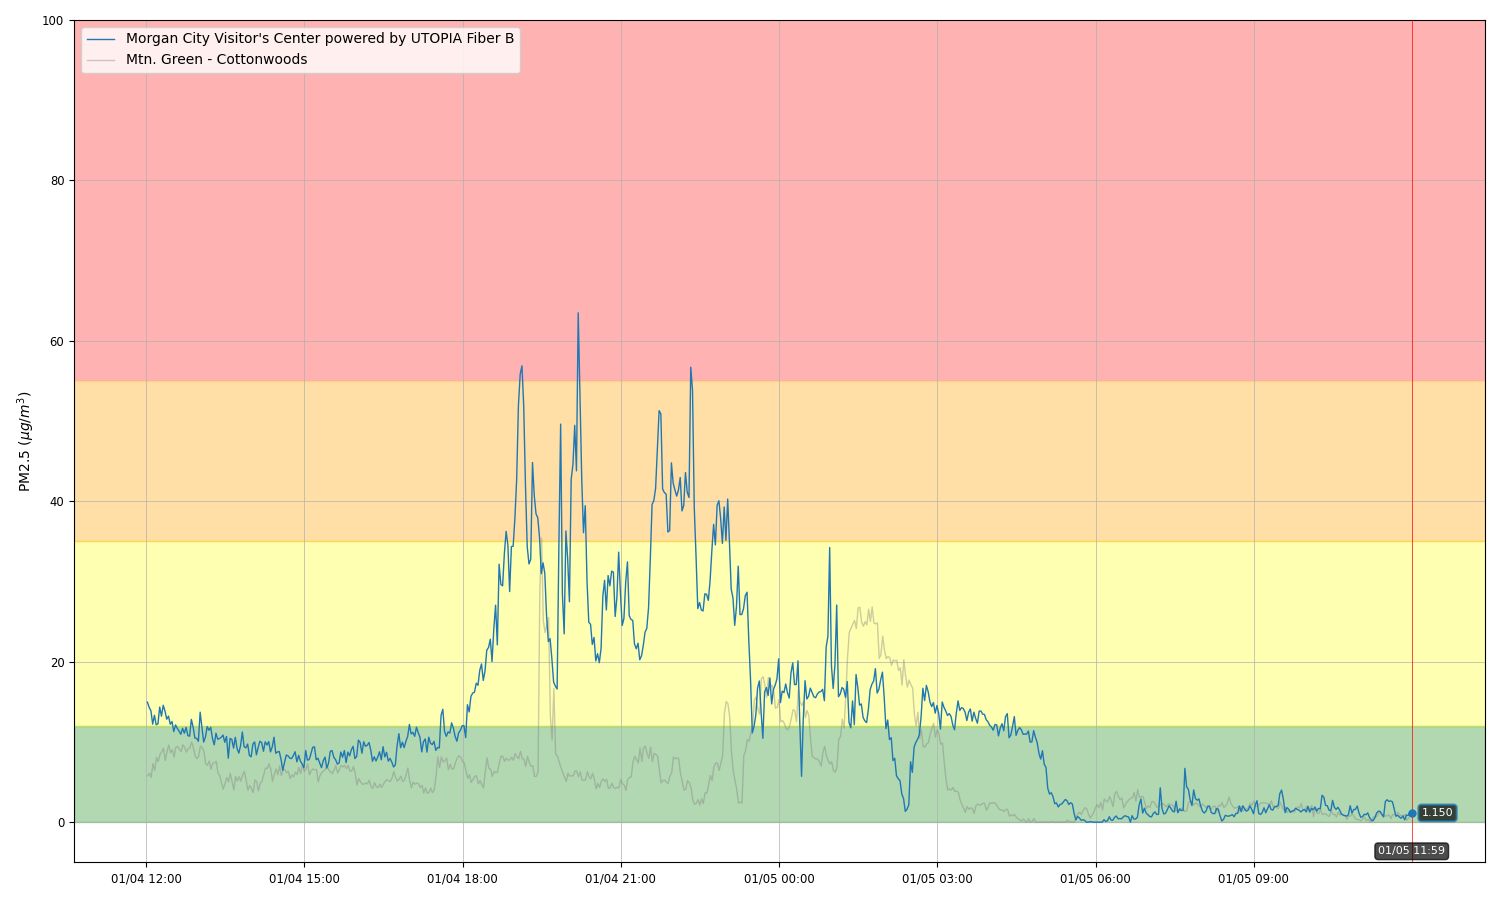 100
Morgan City Visitor's Center powered by UTOPIA Fiber B
Mtn. Green - Cottonwoods
80
60
40
20
0
PM2.5 (μg/m³)
1.150
01/05 11:59
01/04 12:00 01/04 15:00 01/04 18:00 01/04 21:00 01/05 00:00 01/05 03:00 01/05 06:00 01/05 09:00